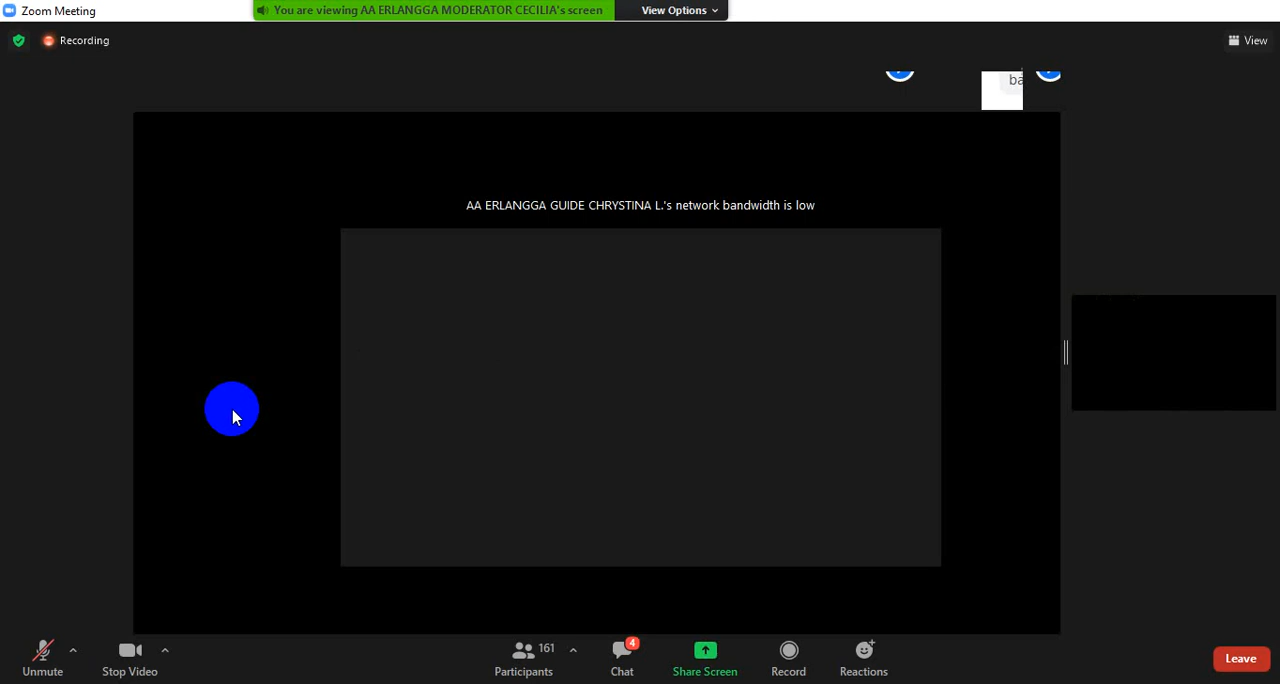 Zoom Meeting
You are viewing AA ERLANGGA MODERATOR CECILIA's screen
View Options
Recording
View
ba
AA ERLANGGA GUIDE CHRYSTINA L.'s network bandwidth is low
Unmute
Stop Video
161
Participants
4
Chat
Share Screen
Record
Reactions
Leave